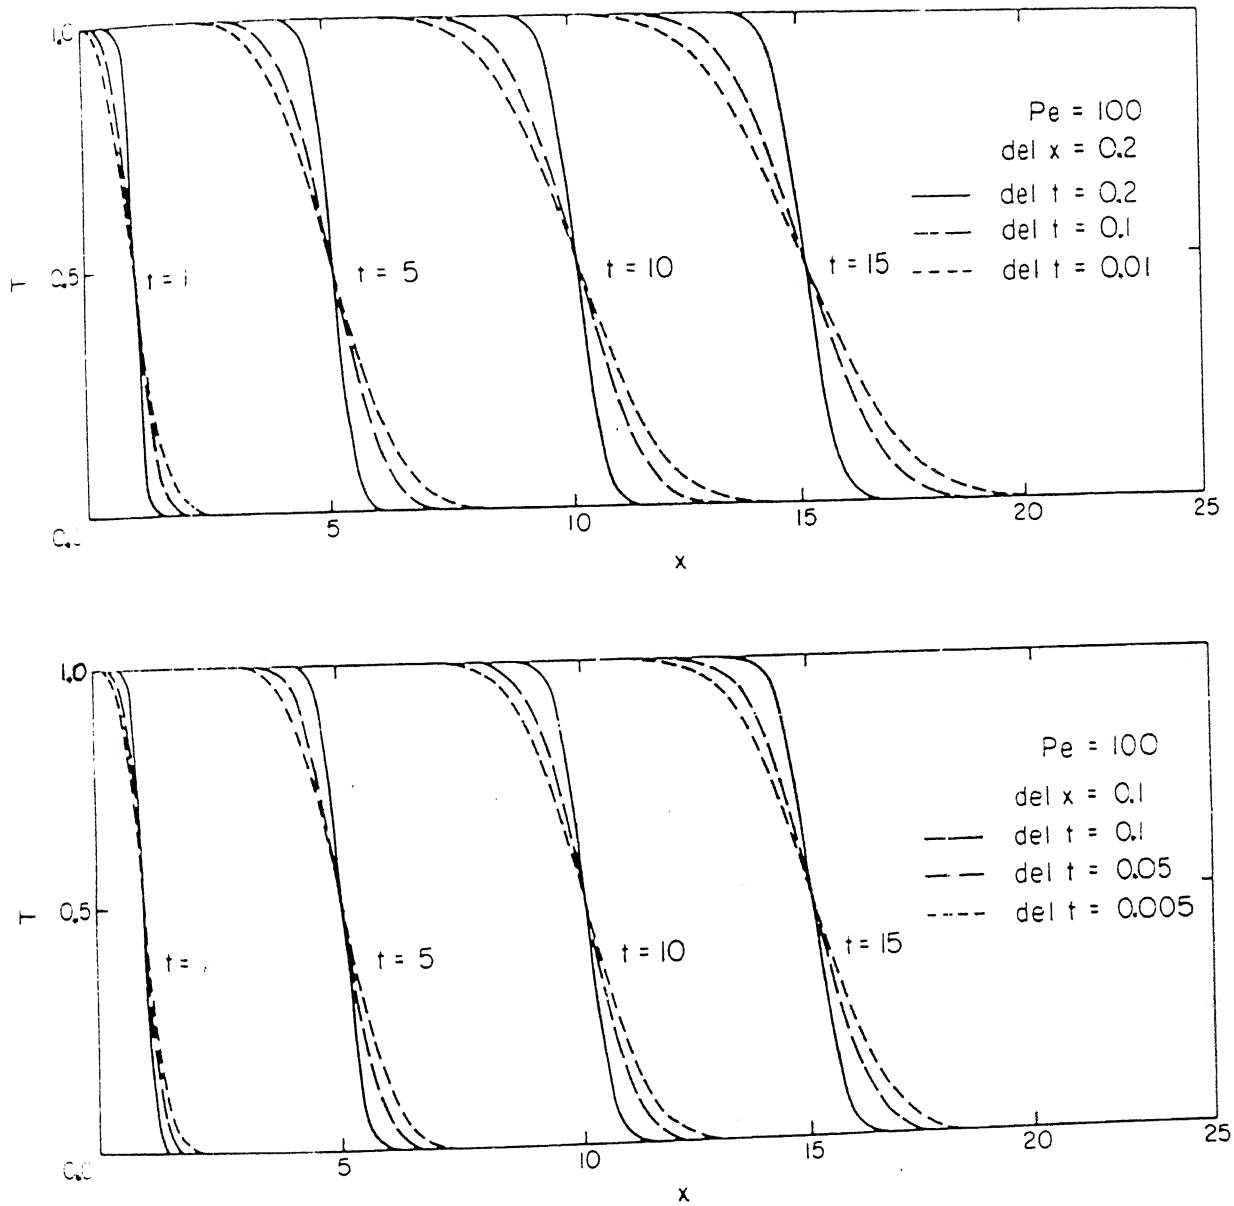 1.0
Pe = 100
del x = 0.2
del t = 0.2
del t = 0.1
del t = 0.01
T
0.5
t = 1
t = 5
t = 10
t = 15
5
10
15
20
25
x
1.0
Pe = 100
del x = 0.1
del t = 0.1
del t = 0.05
del t = 0.005
T
0.5
t =
t = 5
t = 10
t = 15
5
10
15
20
25
x